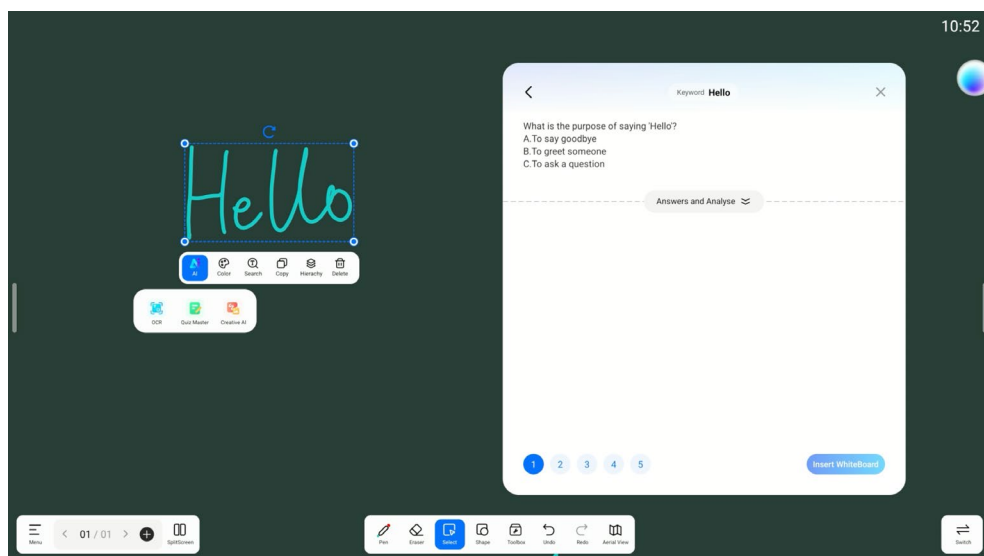 10:52
Keyword Hello
What is the purpose of saying 'Hello'?
A.To say goodbye
B.To greet someone
C.To ask a question
Answers and Analyse
Hello
AI Color Search Copy Hierachy Delete
OCR Quiz Master Creative AI
1 2 3 4 5
Insert WhiteBoard
Menu
01 / 01
SplitScreen
Pen Eraser Select Shape ToolBox Undo Redo Aerial View
Switch